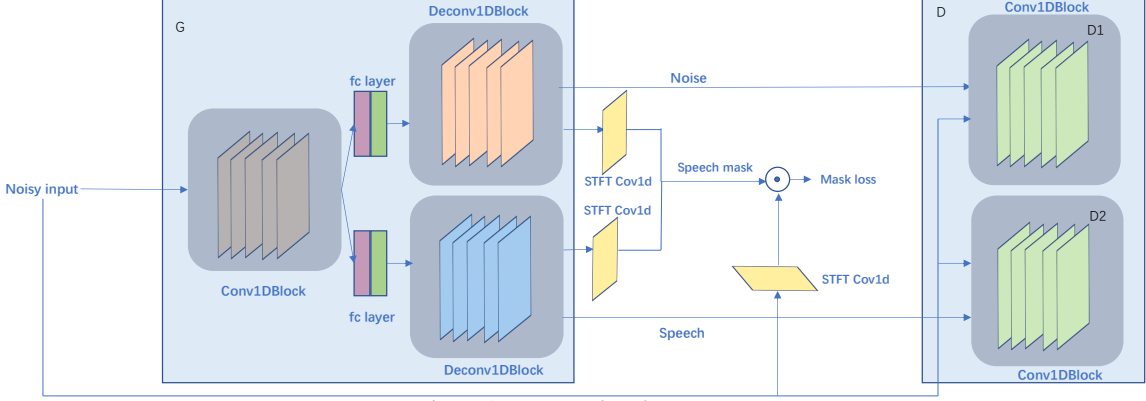 Deconv1DBlock
Conv1DBlock
G
D
D1
fc layer
Noise
Noisy input
STFT Cov1d
Speech mask
Mask loss
STFT Cov1d
D2
Conv1DBlock
STFT Cov1d
fc layer
Speech
Deconv1DBlock
Conv1DBlock